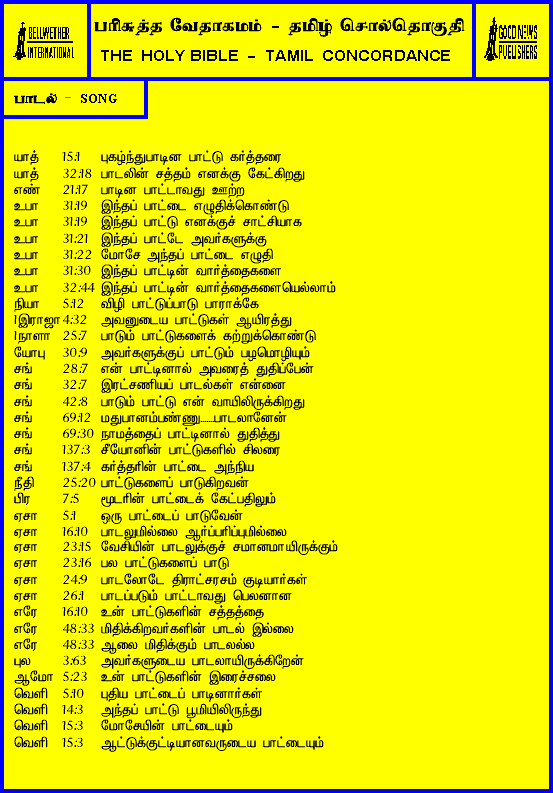 BELLWETHER
INTERNATIONAL
பரிசுத்த வேதாகமம் - தமிழ் சொல்தொகுதி
THE HOLY BIBLE - TAMIL CONCORDANCE
GOOD NEWS
PUBLISHERS
பாடல் - SONG
யாத் 15:1 புகழ்ந்துபாடின பாட்டு கர்த்தரை
யாத் 32:18 பாடலின் சத்தம் எனக்கு கேட்கிறது
எண் 21:17 பாடின பாட்டாவது ஊற்ற
உபா 31:19 இந்தப் பாட்டை எழுதிக்கொண்டு
உபா 31:19 இந்தப் பாட்டு எனக்குச் சாட்சியாக
உபா 31:21 இந்தப் பாட்டே அவர்களுக்கு
உபா 31:22 மோசே அந்தப் பாட்டை எழுதி
உபா 31:30 இந்தப் பாட்டின் வார்த்தைகளை
உபா 32:44 இந்தப் பாட்டின் வார்த்தைகளையெல்லாம்
நியா 5:12 விழி பாட்டுப்பாடு பாராக்கே
1இராஜா 4:32 அவனுடைய பாட்டுகள் ஆயிரத்து
1நாளா 25:7 பாடும் பாட்டுகளைக் கற்றுக்கொண்டு
யோபு 30:9 அவர்களுக்குப் பாட்டும் பழமொழியும்
சங் 28:7 என் பாட்டினால் அவரைத் துதிப்பேன்
சங் 32:7 இரட்சணியப் பாடல்கள் என்னை
சங் 42:8 பாடும் பாட்டு என் வாயிலிருக்கிறது
சங் 69:12 மதுபானம்பண்ணு......பாடலானேன்
சங் 69:30 நாமத்தைப் பாட்டினால் துதித்து
சங் 137:3 சீயோனின் பாட்டுகளில் சிலரை
சங் 137:4 கர்த்தரின் பாட்டை அந்நிய
நீதி 25:20 பாட்டுகளைப் பாடுகிறவன்
பிர 7:5 மூடரின் பாட்டைக் கேட்பதிலும்
ஏசா 5:1 ஒரு பாட்டைப் பாடுவேன்
ஏசா 16:10 பாடலுமில்லை ஆர்ப்பரிப்புமில்லை
ஏசா 23:15 வேசியின் பாடலுக்குச் சமானமாயிருக்கும்
ஏசா 23:16 பல பாட்டுகளைப் பாடு
ஏசா 24:9 பாடலோடே திராட்சரசம் குடியார்கள்
ஏசா 26:1 பாடப்படும் பாட்டாவது பெலனான
எரே 16:10 உன் பாட்டுகளின் சத்தத்தை
எரே 48:33 மிதிக்கிறவர்களின் பாடல் இல்லை
எரே 48:33 ஆலை மிதிக்கும் பாடலல்ல
புல 3:63 அவர்களுடைய பாடலாயிருக்கிறேன்
ஆமோ 5:23 உன் பாட்டுகளின் இரைச்சலை
வெளி 5:10 புதிய பாட்டைப் பாடினார்கள்
வெளி 14:3 அந்தப் பாட்டு பூமியிலிருந்து
வெளி 15:3 மோசேயின் பாட்டையும்
வெளி 15:3 ஆட்டுக்குட்டியானவருடைய பாட்டையும்